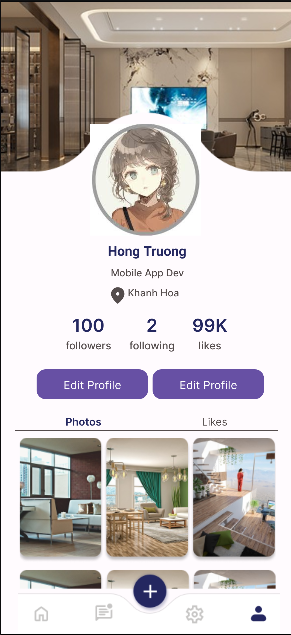 Hong Truong
Mobile App Dev
Khanh Hoa
100 2 99K
followers following likes
Edit Profile Edit Profile
Photos Likes